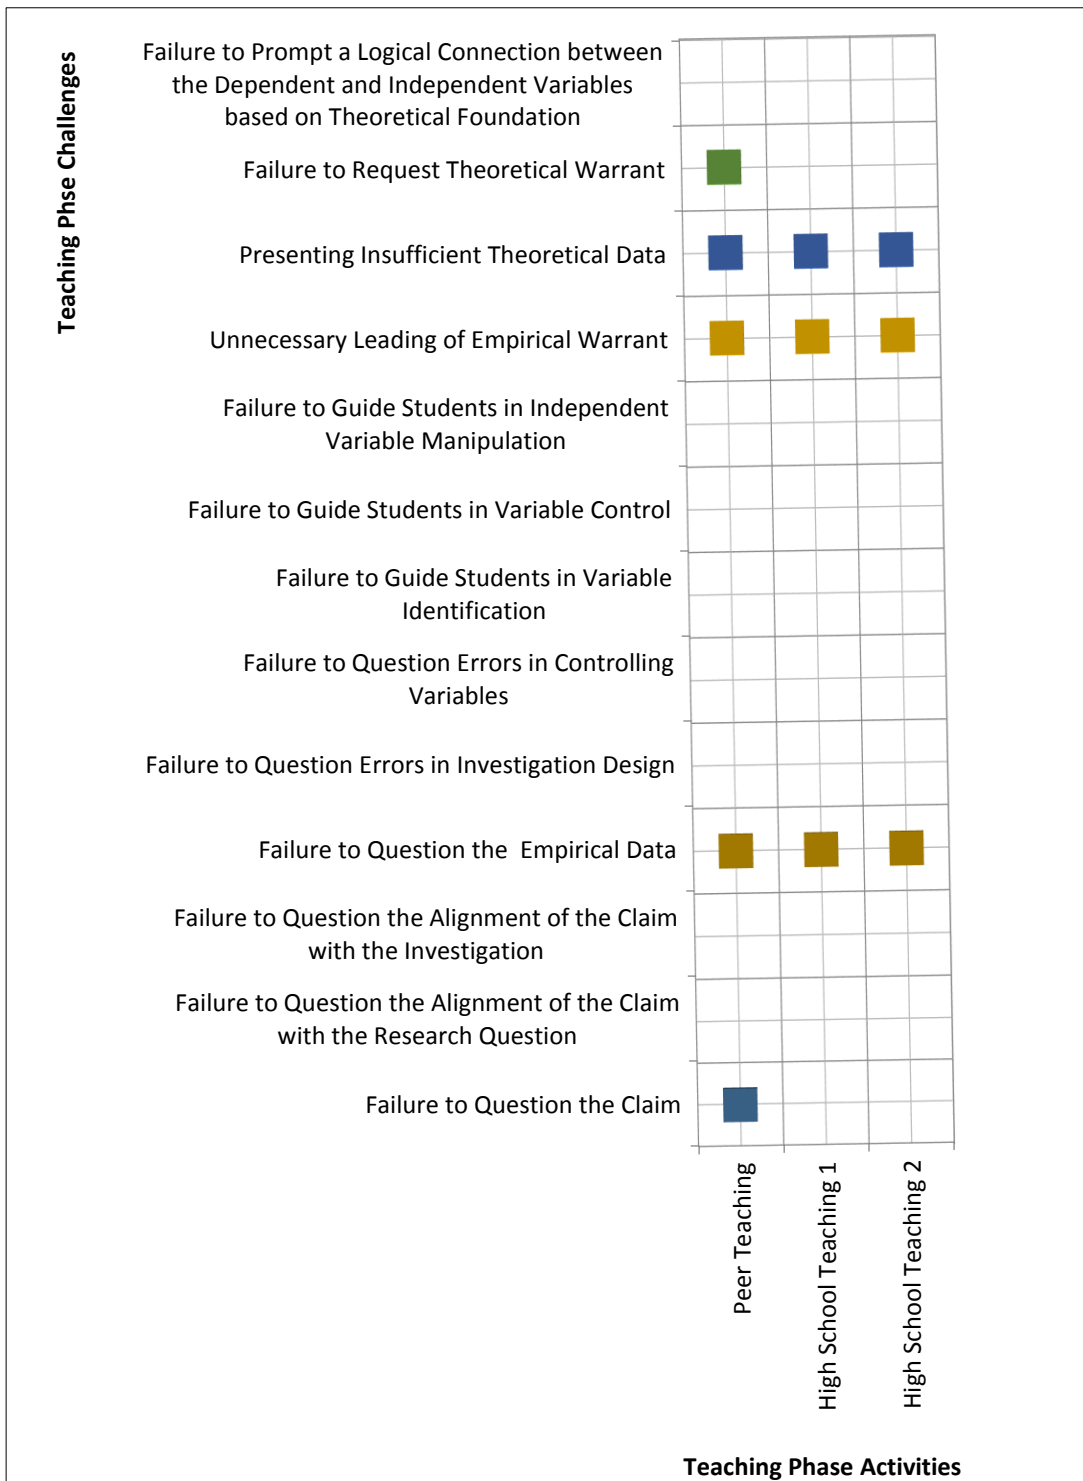 Teaching Phse Challenges
Failure to Prompt a Logical Connection between
the Dependent and Independent Variables
based on Theoretical Foundation
Failure to Request Theoretical Warrant
Presenting Insufficient Theoretical Data
Unnecessary Leading of Empirical Warrant
Failure to Guide Students in Independent
Variable Manipulation
Failure to Guide Students in Variable Control
Failure to Guide Students in Variable
Identification
Failure to Question Errors in Controlling
Variables
Failure to Question Errors in Investigation Design
Failure to Question the  Empirical Data
Failure to Question the Alignment of the Claim
with the Investigation
Failure to Question the Alignment of the Claim
with the Research Question
Failure to Question the Claim
Peer Teaching
High School Teaching 1
High School Teaching 2
Teaching Phase Activities